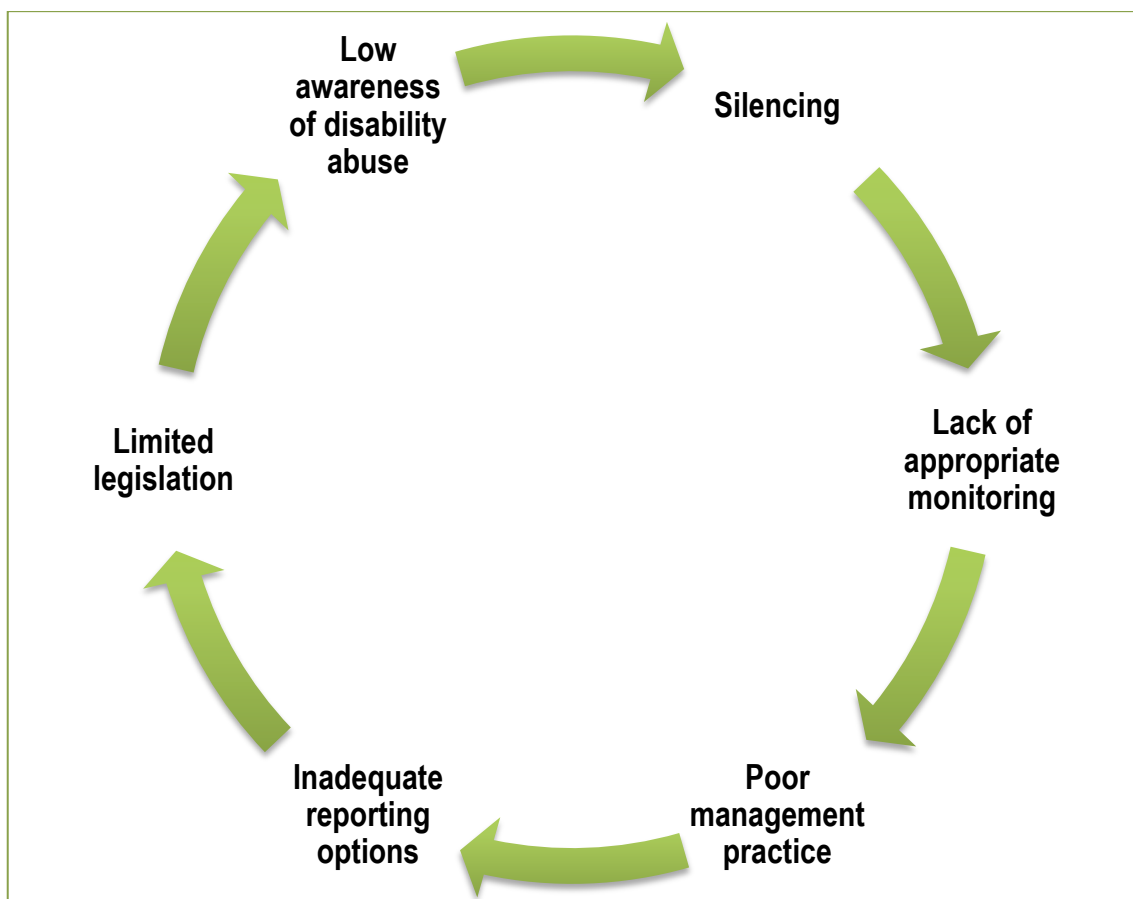 Low
awareness
of disability
abuse
Silencing
Lack of
appropriate
monitoring
Poor
management
practice
Inadequate
reporting
options
Limited
legislation